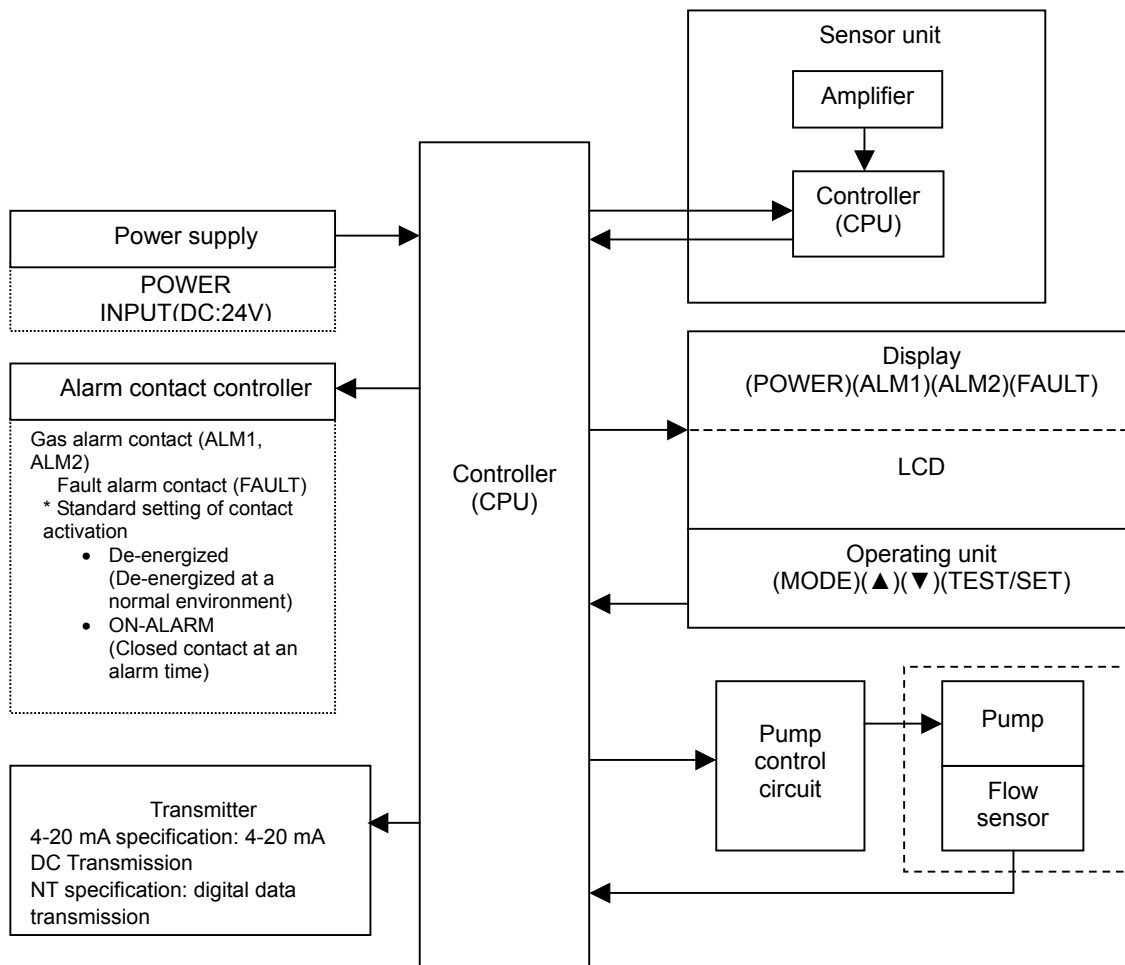 Sensor unit
Amplifier
Controller
(CPU)
Power supply
POWER
INPUT(DC:24V)
Alarm contact controller
Gas alarm contact (ALM1,
ALM2)
Fault alarm contact (FAULT)
* Standard setting of contact
activation
• De-energized
(De-energized at a
normal environment)
• ON-ALARM
(Closed contact at an
alarm time)
Transmitter
4-20 mA specification: 4-20 mA
DC Transmission
NT specification: digital data
transmission
Controller
(CPU)
Display
(POWER)(ALM1)(ALM2)(FAULT)
LCD
Operating unit
(MODE)(▲)(▼)(TEST/SET)
Pump
control
circuit
Pump
Flow
sensor